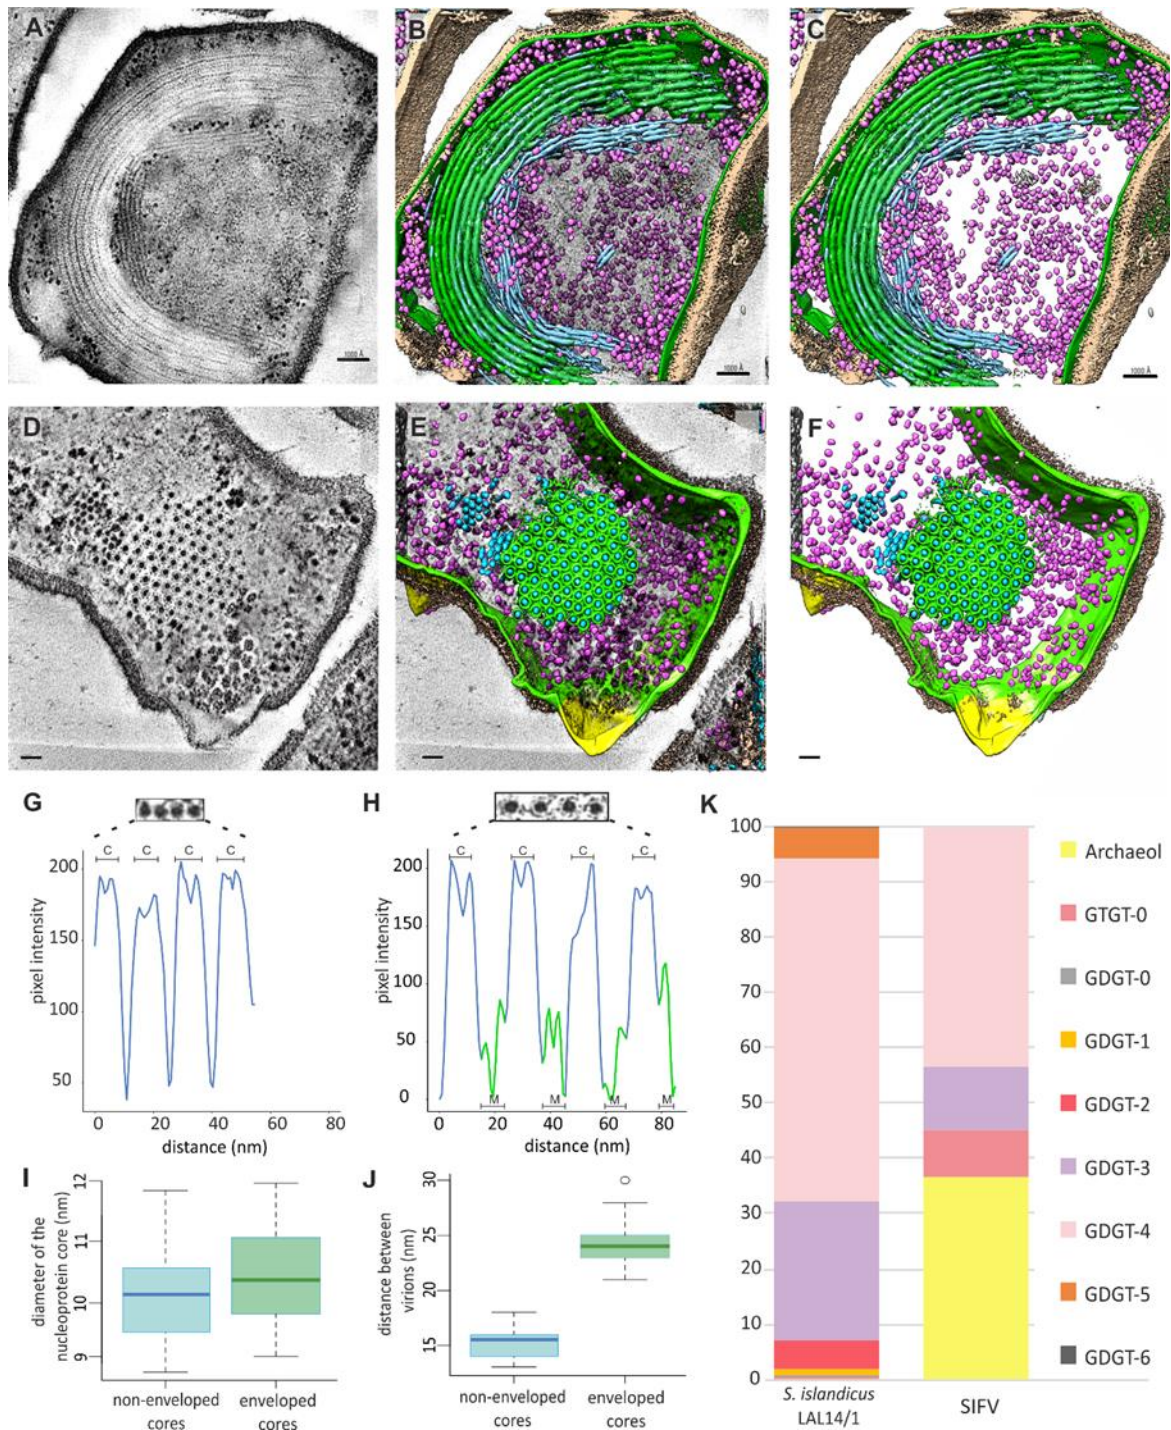 A
B
C
1000 Å
1000 Å
1000 Å
D
E
F
G
C C C C
200
150
100
50
pixel intensity
0 20 40 60 80
distance (nm)
H
C C C C
200
150
100
50
0
pixel intensity
M M M M
0 20 40 60 80
distance (nm)
I
12
11
10
9
diameter of the
nucleoprotein core (nm)
non-enveloped
cores
enveloped
cores
J
30
25
20
15
distance between
virions (nm)
non-enveloped
cores
enveloped
cores
K
100
90
80
70
60
50
40
30
20
10
0
S. islandicus
LAL14/1
SIFV
Archaeol
GTGT-0
GDGT-0
GDGT-1
GDGT-2
GDGT-3
GDGT-4
GDGT-5
GDGT-6